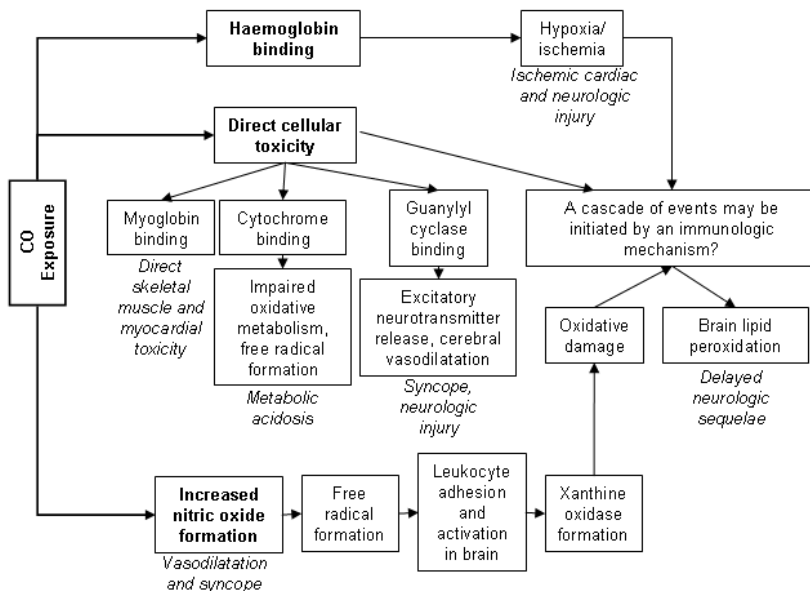 Haemoglobin
binding
Hypoxia/
ischemia
Ischemic cardiac
and neurologic
injury
Direct cellular
toxicity
CO
Exposure
Myoglobin
binding
Direct
skeletal
muscle and
myocardial
toxicity
Cytochrome
binding
Impaired
oxidative
metabolism,
free radical
formation
Metabolic
acidosis
Guanylyl
cyclase
binding
Excitatory
neurotransmitter
release, cerebral
vasodilatation
Syncope,
neurologic
injury
A cascade of events may be
initiated by an immunologic
mechanism?
Oxidative
damage
Brain lipid
peroxidation
Delayed
neurologic
sequelae
Increased
nitric oxide
formation
Vasodilatation
and syncope
Free
radical
formation
Leukocyte
adhesion
and
activation
in brain
Xanthine
oxidase
formation